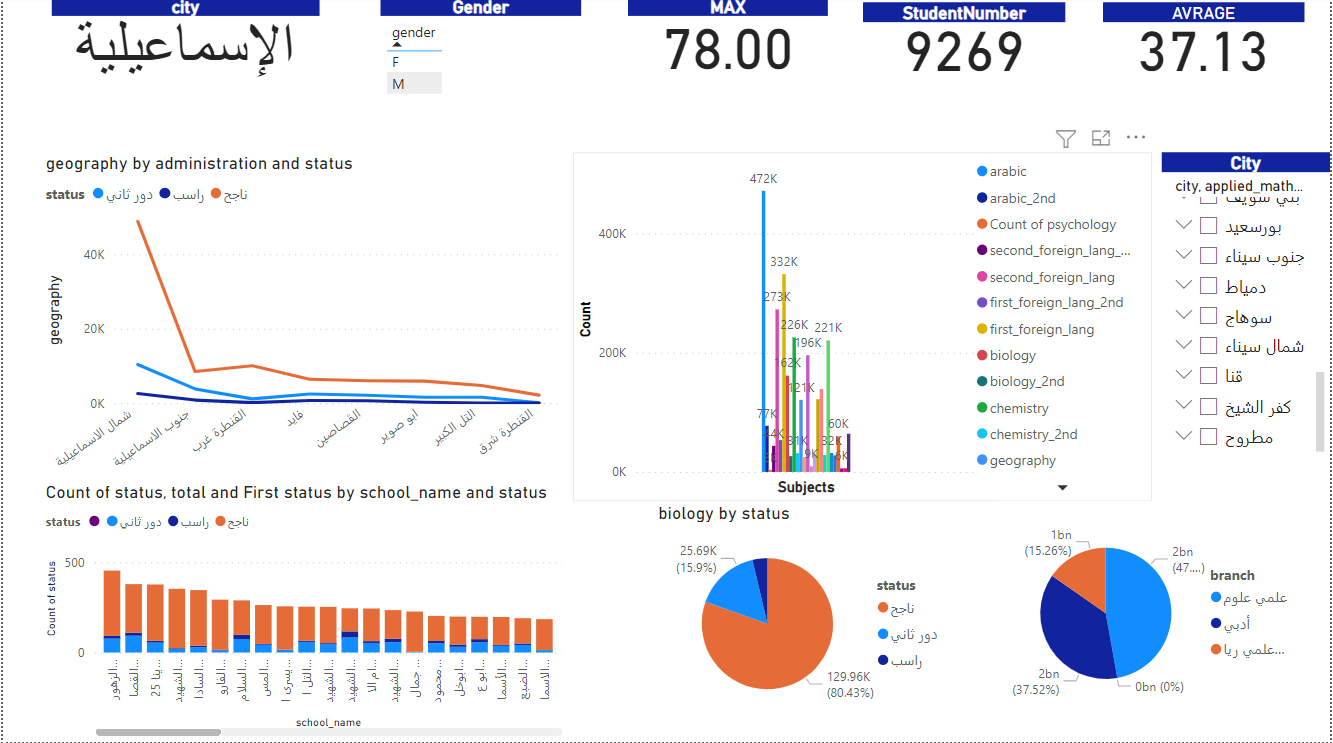 city
الإسماعيلية
Gender
gender
F
M
MAX
78.00
StudentNumber
9269
AVRAGE
37.13
geography by administration and status
status دور ثاني راسب ناجح
geography
40K
20K
0K
شمال الاسماعيلية
جنوب الاسماعيلية
القنطرة غرب
فايد
القصاصين
ابو صوير
التل الكبير
القنطرة شرق
Count
400K
200K
0K
472K
332K
273K
226K
221K
196K
162K
121K
77K
60K
31K
32K
Subjects
arabic
arabic_2nd
Count of psychology
second_foreign_lang_...
second_foreign_lang
first_foreign_lang_2nd
first_foreign_lang
biology
biology_2nd
chemistry
chemistry_2nd
geography
City
city, applied_math...
بني سويف
بورسعيد
جنوب سيناء
دمياط
سوهاج
شمال سيناء
قنا
كفر الشيخ
مطروح
Count of status, total and First status by school_name and status
status دور ثاني راسب ناجح
Count of status
500
0
الزهور...
القصا...
بنا 25...
الشهيد...
السادا...
الفارو...
السلام...
المس...
يسرى ا...
التل ا...
الشهيد...
الشهيد...
ام الا...
الشهيد...
جمال...
محمود...
ابوخل...
ابو ع...
الأسما...
الضبع...
الاسما...
school_name
biology by status
25.69K
(15.9%)
129.96K
(80.43%)
status
ناجح
دور ثاني
راسب
1bn
(15.26%)
2bn
(47....)
2bn
(37.52%)
0bn (0%)
branch
علمي علوم
أدبي
علمي ريا...